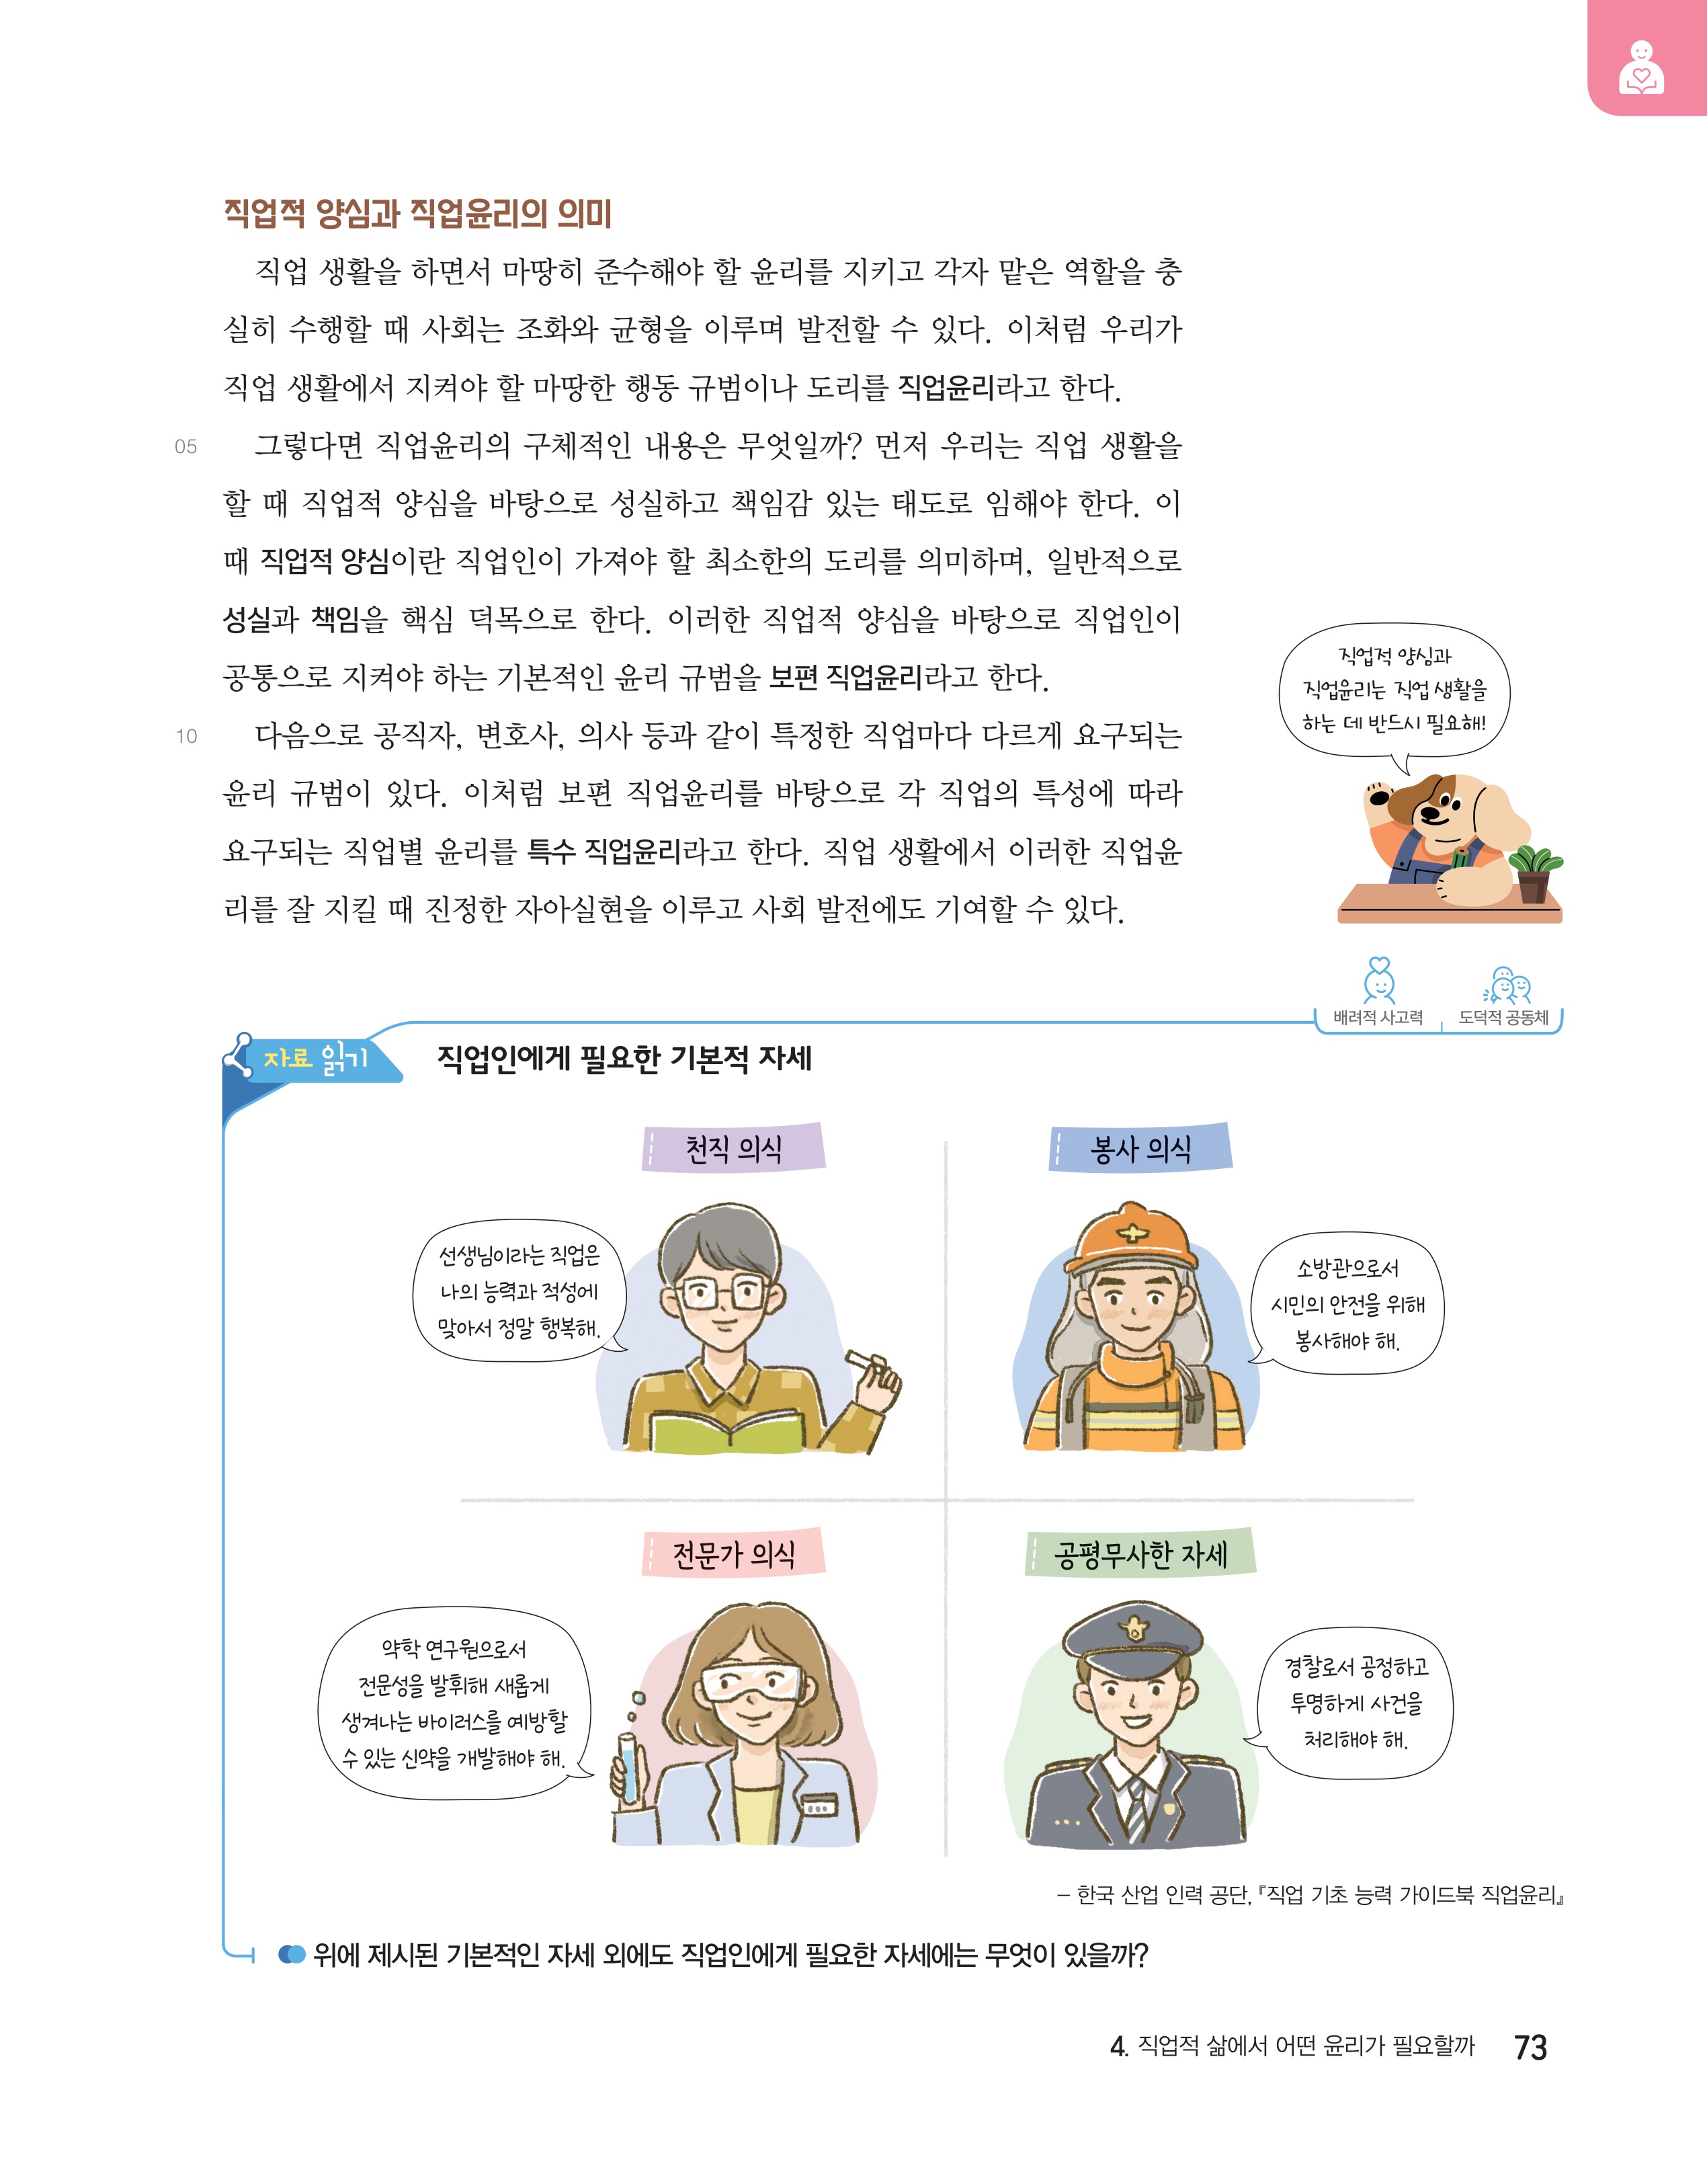 직업적 양심과 직업윤리의 의미
직업 생활을 하면서 마땅히 준수해야 할 윤리를 지키고 각자 맡은 역할을 충
실히 수행할 때 사회는 조화와 균형을 이루며 발전할 수 있다. 이처럼 우리가
직업 생활에서 지켜야 할 마땅한 행동 규범이나 도리를 직업윤리라고 한다.
05 그렇다면 직업윤리의 구체적인 내용은 무엇일까? 먼저 우리는 직업 생활을
할 때 직업적 양심을 바탕으로 성실하고 책임감 있는 태도로 임해야 한다. 이
때 직업적 양심이란 직업인이 가져야 할 최소한의 도리를 의미하며, 일반적으로
성실과 책임을 핵심 덕목으로 한다. 이러한 직업적 양심을 바탕으로 직업인이
공통으로 지켜야 하는 기본적인 윤리 규범을 보편 직업윤리라고 한다.
10 다음으로 공직자, 변호사, 의사 등과 같이 특정한 직업마다 다르게 요구되는
윤리 규범이 있다. 이처럼 보편 직업윤리를 바탕으로 각 직업의 특성에 따라
요구되는 직업별 윤리를 특수 직업윤리라고 한다. 직업 생활에서 이러한 직업윤
리를 잘 지킬 때 진정한 자아실현을 이루고 사회 발전에도 기여할 수 있다.
직업적 양심과
직업윤리는 직업 생활을
하는 데 반드시 필요해!
배려적 사고력
도덕적 공동체
자료 읽기
직업인에게 필요한 기본적 자세
천직 의식
선생님이라는 직업은
나의 능력과 적성에
맞아서 정말 행복해.
봉사 의식
소방관으로서
시민의 안전을 위해
봉사해야 해.
전문가 의식
약학 연구원으로서
전문성을 발휘해 새롭게
생겨나는 바이러스를 예방할
수 있는 신약을 개발해야 해.
공평무사한 자세
경찰로서 공정하고
투명하게 사건을
처리해야 해.
– 한국 산업 인력 공단, 『직업 기초 능력 가이드북 직업윤리』
위에 제시된 기본적인 자세 외에도 직업인에게 필요한 자세에는 무엇이 있을까?
4. 직업적 삶에서 어떤 윤리가 필요할까 73